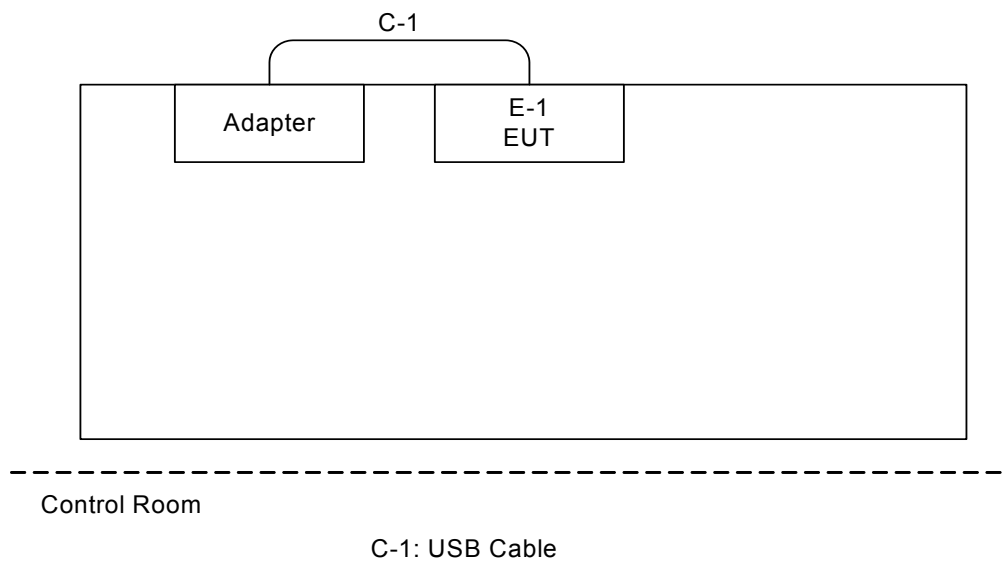 C-1
Adapter
E-1
EUT
Control Room
C-1: USB Cable